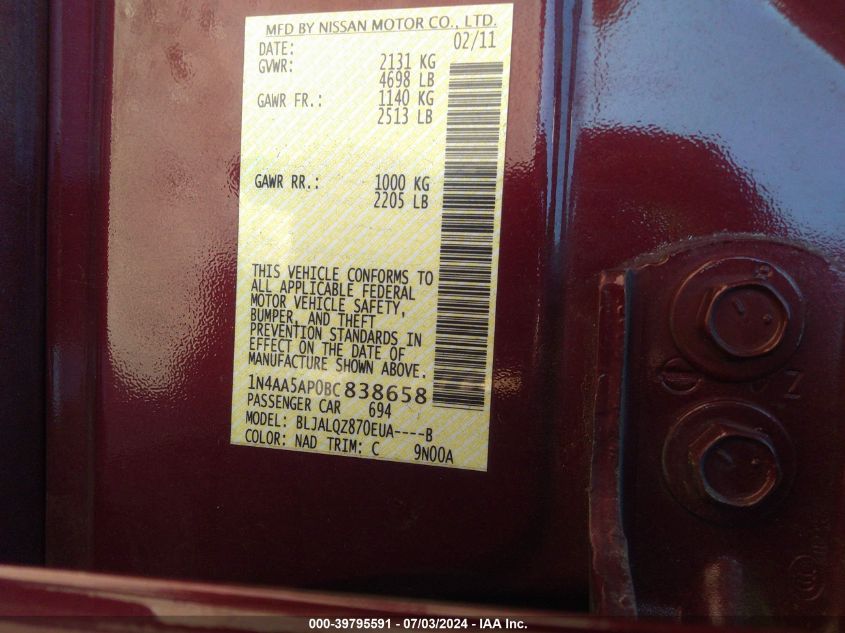 MFD BY NISSAN MOTOR CO., LTD.
DATE: 02/11
GVWR: 2131 KG
4698 LB
GAWR FR.: 1140 KG
2513 LB
GAWR RR.: 1000 KG
2205 LB
THIS VEHICLE CONFORMS TO
ALL APPLICABLE FEDERAL
MOTOR VEHICLE SAFETY,
BUMPER, AND THEFT
PREVENTION STANDARDS IN
EFFECT ON THE DATE OF
MANUFACTURE SHOWN ABOVE.
1N4AA5AP0BC838658
PASSENGER CAR 694
MODEL: BLJALQZ870EUA----B
COLOR: NAD TRIM: C 9N00A
000-39795591 - 07/03/2024 - IAA Inc.